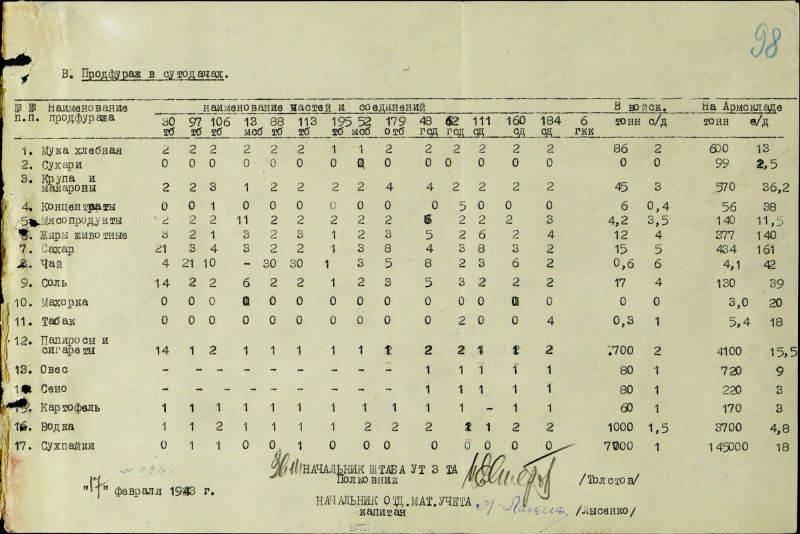 98
В. Продфураж в сутодачах.
№ № Наименование наименование частей и соединений В войск. На Армскладе
п.п. продфуража 30 97 106 13 88 113 195 52 179 48 62 111 160 184 6 тонн с/д тонн с/д
тб тб тб мсб тб тб тб мсб отб гсд гсд сд сд сд гкк
1. Мука хлебная 2 2 2 2 2 2 1 1 2 2 2 2 2 2 86 2 600 13
2. Сухари 0 0 0 0 0 0 0 0 0 0 0 0 0 0 0 0 99 2,5
3. Крупа и
макароны 2 2 3 1 2 2 2 2 4 4 2 2 2 2 45 3 570 36,2
4. Концентраты 0 0 1 0 0 0 0 0 0 0 5 0 0 0 6 0,4 56 38
5. Мясопродукты 2 2 2 11 2 2 2 2 2 6 2 2 2 3 4,2 3,5 140 11,5
6. Жиры животные 3 2 1 3 2 3 1 2 3 5 2 6 2 4 12 4 377 140
7. Сахар 21 3 4 3 2 2 1 3 8 4 3 8 3 2 15 5 434 161
8. Чай 4 21 10 - 30 30 1 3 5 8 2 3 6 2 0,6 6 4,1 42
9. Соль 14 2 2 6 2 2 1 2 3 5 3 2 2 2 17 4 130 39
10. Махорка 0 0 0 0 0 0 0 0 0 0 0 0 0 0 0 0 3,0 20
11. Табак 0 0 0 0 0 0 0 0 0 0 2 0 0 4 0,3 1 5,4 18
12. Папиросы и
сигареты 14 1 2 1 1 1 1 1 1 2 2 1 1 2 .700 2 4100 15,5
13. Овес - - - - - - - - - 1 1 1 1 1 80 1 720 9
14. Сено - - - - - - - - - 1 1 1 1 1 80 1 220 3
15. Картофель 1 1 1 1 1 1 1 1 1 1 1 - 1 1 60 1 170 3
16. Водка 1 1 2 1 1 1 1 2 2 2 1 1 2 2 1000 1,5 3700 4,8
17. Сухпайки 0 1 1 0 0 1 0 0 0 0 0 0 0 0 7000 1 145000 18
НАЧАЛЬНИК ШТАБА УТ 3 ТА
Полковник /Толстов/
"17" февраля 1943 г.
НАЧАЛЬНИК ОТД.МАТ.УЧЕТА
капитан /Лысенко/